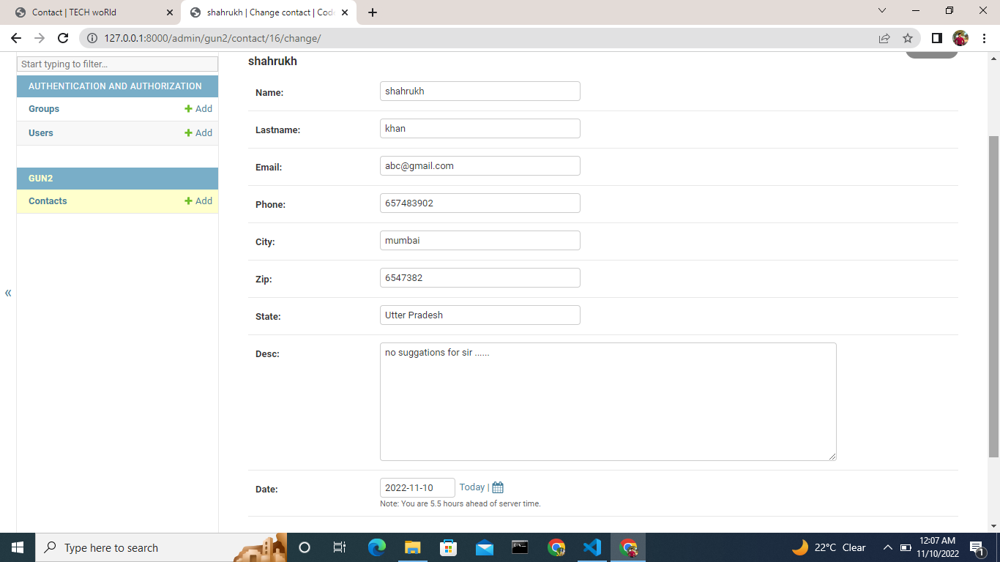 Contact | TECH woRld
shahrukh | Change contact | Cod
127.0.0.1:8000/admin/gun2/contact/16/change/
Start typing to filter...
shahrukh
AUTHENTICATION AND AUTHORIZATION
Groups + Add
Users + Add
GUN2
Contacts + Add
«
Name: shahrukh
Lastname: khan
Email: abc@gmail.com
Phone: 657483902
City: mumbai
Zip: 6547382
State: Utter Pradesh
Desc: no suggations for sir ......
Date: 2022-11-10 Today |
Note: You are 5.5 hours ahead of server time.
Type here to search
22°C Clear
12:07 AM
11/10/2022
1